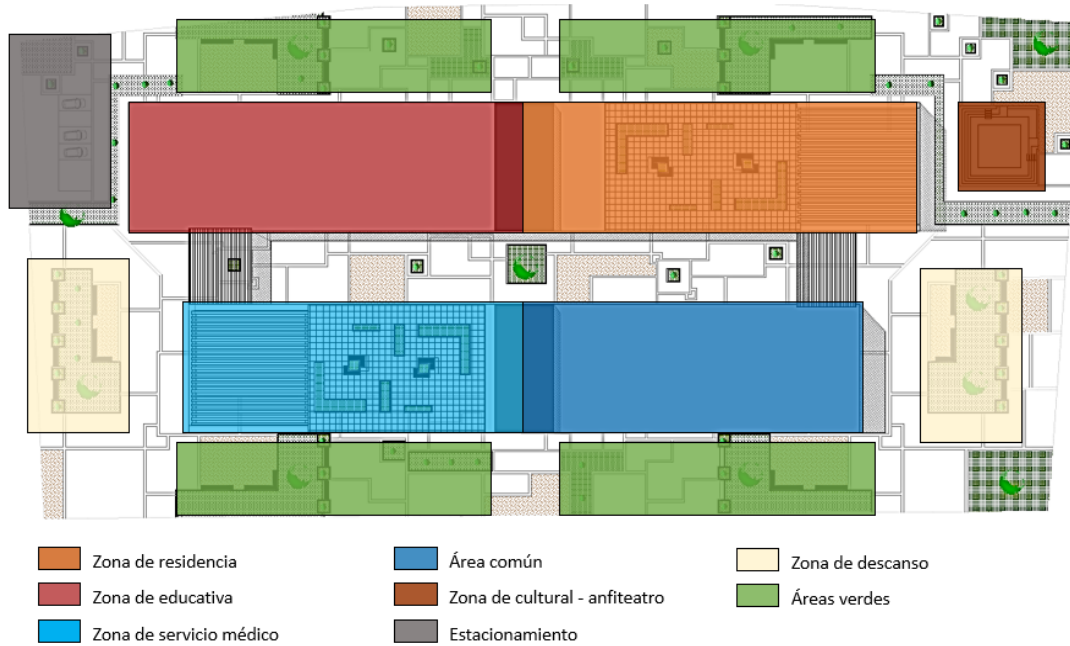 Zona de residencia
Área común
Zona de descanso
Zona de educativa
Zona de cultural - anfiteatro
Áreas verdes
Zona de servicio médico
Estacionamiento